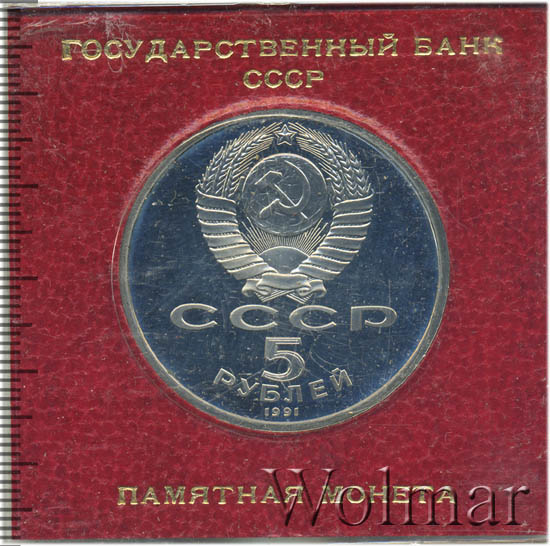 ГОСУДАРСТВЕННЫЙ БАНК
СССР
СССР
5
РУБЛЕЙ
1991
ПАМЯТНАЯ МОНЕТА
Wolmar